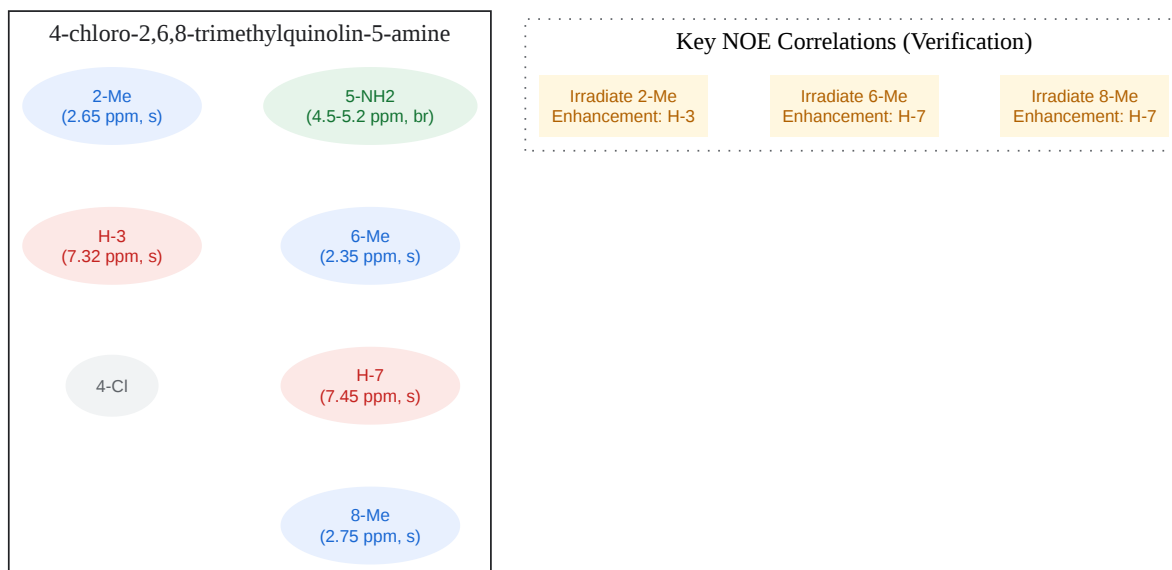 4-chloro-2,6,8-trimethylquinolin-5-amine
2-Me
(2.65 ppm, s)
5-NH2
(4.5-5.2 ppm, br)
H-3
(7.32 ppm, s)
6-Me
(2.35 ppm, s)
4-Cl
H-7
(7.45 ppm, s)
8-Me
(2.75 ppm, s)
Key NOE Correlations (Verification)
Irradiate 2-Me
Enhancement: H-3
Irradiate 6-Me
Enhancement: H-7
Irradiate 8-Me
Enhancement: H-7